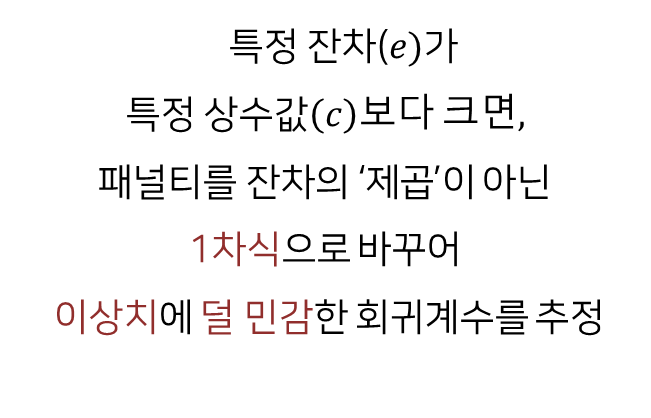 특정 잔차(e)가
특정 상수값(c)보다 크면,
패널티를 잔차의 ‘제곱’이 아닌
1차식으로 바꾸어
이상치에 덜 민감한 회귀계수를 추정